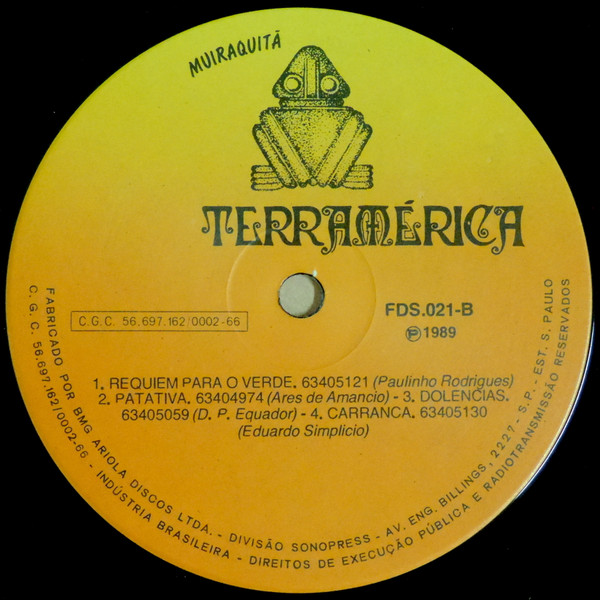 MUIRAQUITÃ
TERRAMÉRICA
C.G.C. 56.697.162/0002-66
FDS.021-B
Ⓟ1989
1. REQUIEM PARA O VERDE. 63405121 (Paulinho Rodrigues)
2. PATATIVA. 63404974 (Ares de Amancio) - 3. DOLENCIAS.
63405059 (D. P. Equador) - 4. CARRANCA. 63405130
(Eduardo Simplicio)
FABRICADO POR BMG ARIOLA DISCOS LTDA. - DIVISÃO SONOPRESS - AV. ENG. BILLINGS, 2227 - S.P. - EST. S. PAULO
C. G. C. 56.697.162/0002-66 - INDÚSTRIA BRASILEIRA - DIREITOS DE EXECUÇÃO PÚBLICA E RADIOTRANSMISSÃO RESERVADOS